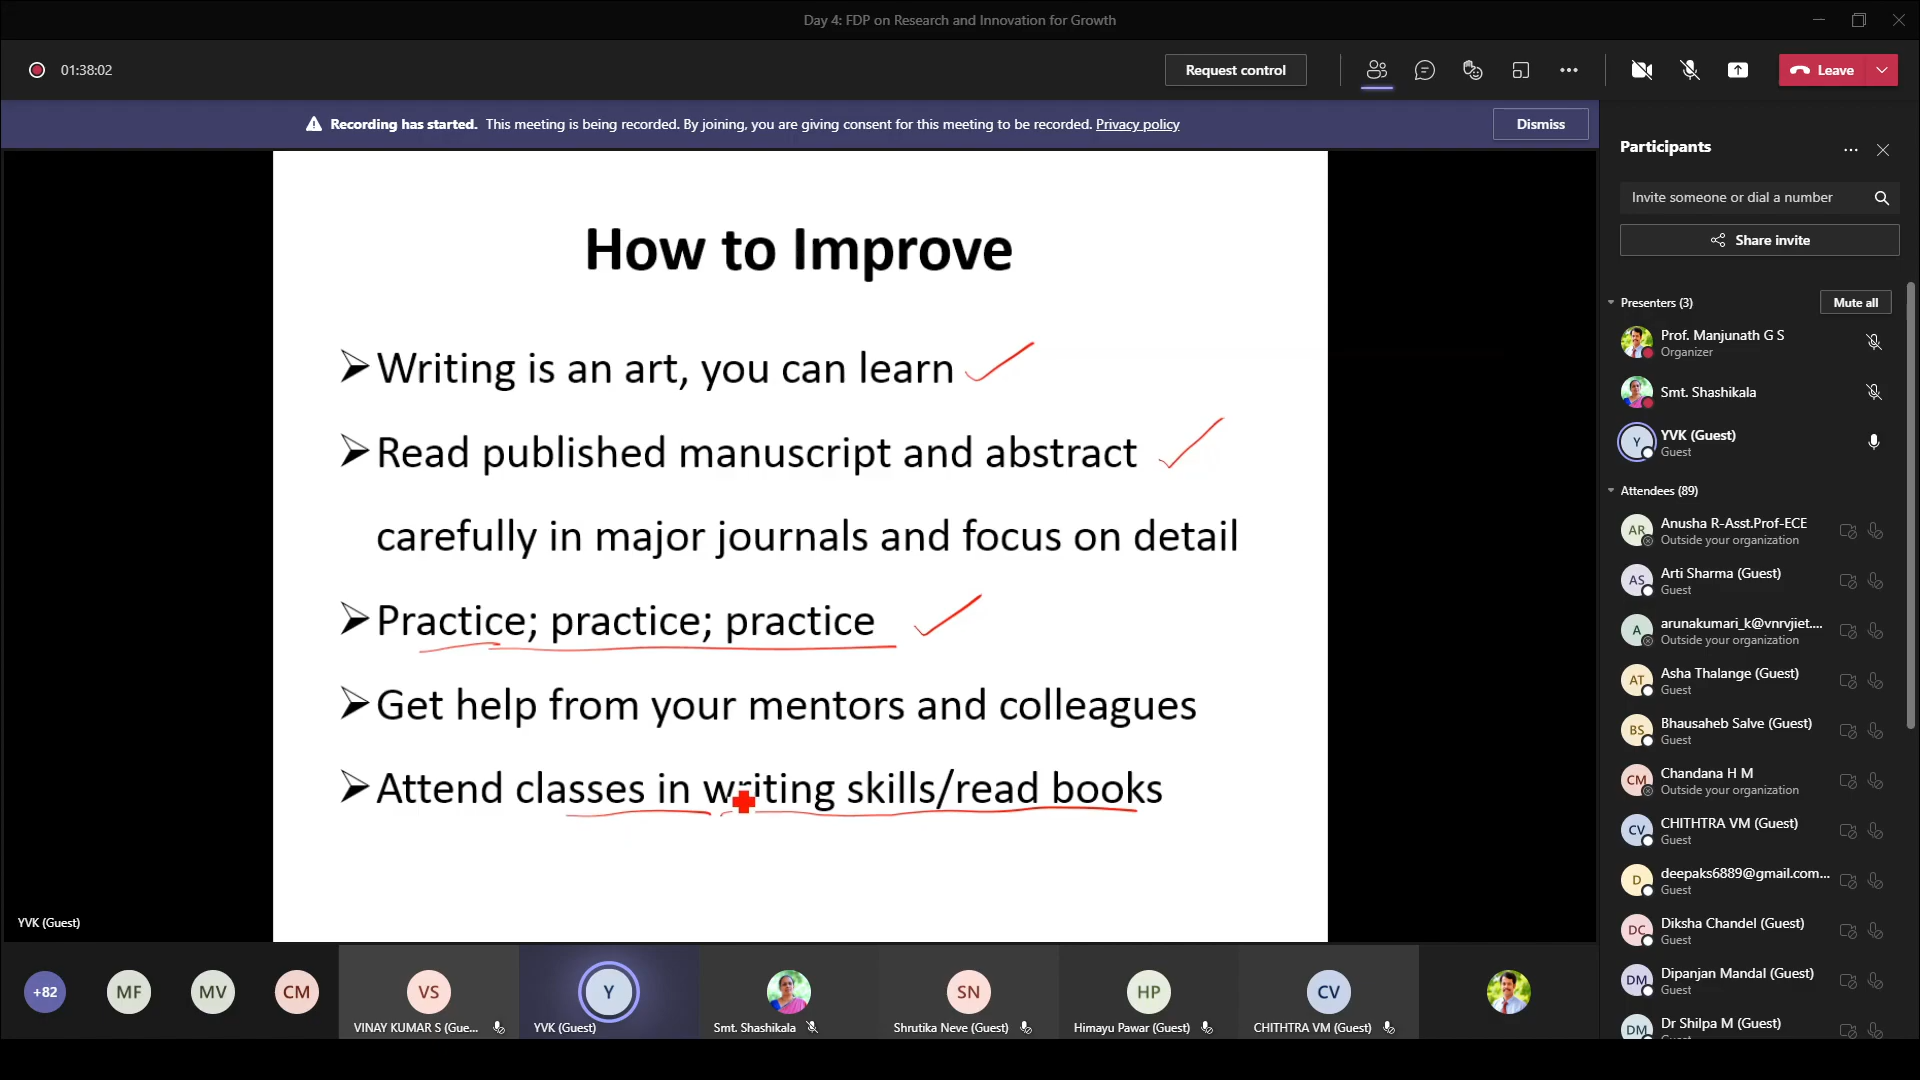 Day 4: FDP on Research and Innovation for Growth
01:38:02
Request control
Leave
Recording has started. This meeting is being recorded. By joining, you are giving consent for this meeting to be recorded. Privacy policy
Dismiss
How to Improve
➢Writing is an art, you can learn
➢Read published manuscript and abstract
carefully in major journals and focus on detail
➢Practice; practice; practice
➢Get help from your mentors and colleagues
➢Attend classes in writing skills/read books
YVK (Guest)
+82
MF
MV
CM
VS
VINAY KUMAR S (Gue...
Y
YVK (Guest)
Smt. Shashikala
SN
Shrutika Neve (Guest)
HP
Himayu Pawar (Guest)
CV
CHITHTRA VM (Guest)
Participants
Invite someone or dial a number
Share invite
Presenters (3)
Mute all
Prof. Manjunath G S
Organizer
Smt. Shashikala
Y
YVK (Guest)
Guest
Attendees (89)
AR
Anusha R-Asst.Prof-ECE
Outside your organization
AS
Arti Sharma (Guest)
Guest
A
arunakumari_k@vnrvjiet....
Outside your organization
AT
Asha Thalange (Guest)
Guest
BS
Bhausaheb Salve (Guest)
Guest
CM
Chandana H M
Outside your organization
CV
CHITHTRA VM (Guest)
Guest
D
deepaks6889@gmail.com...
Guest
DC
Diksha Chandel (Guest)
Guest
DM
Dipanjan Mandal (Guest)
Guest
DM
Dr Shilpa M (Guest)